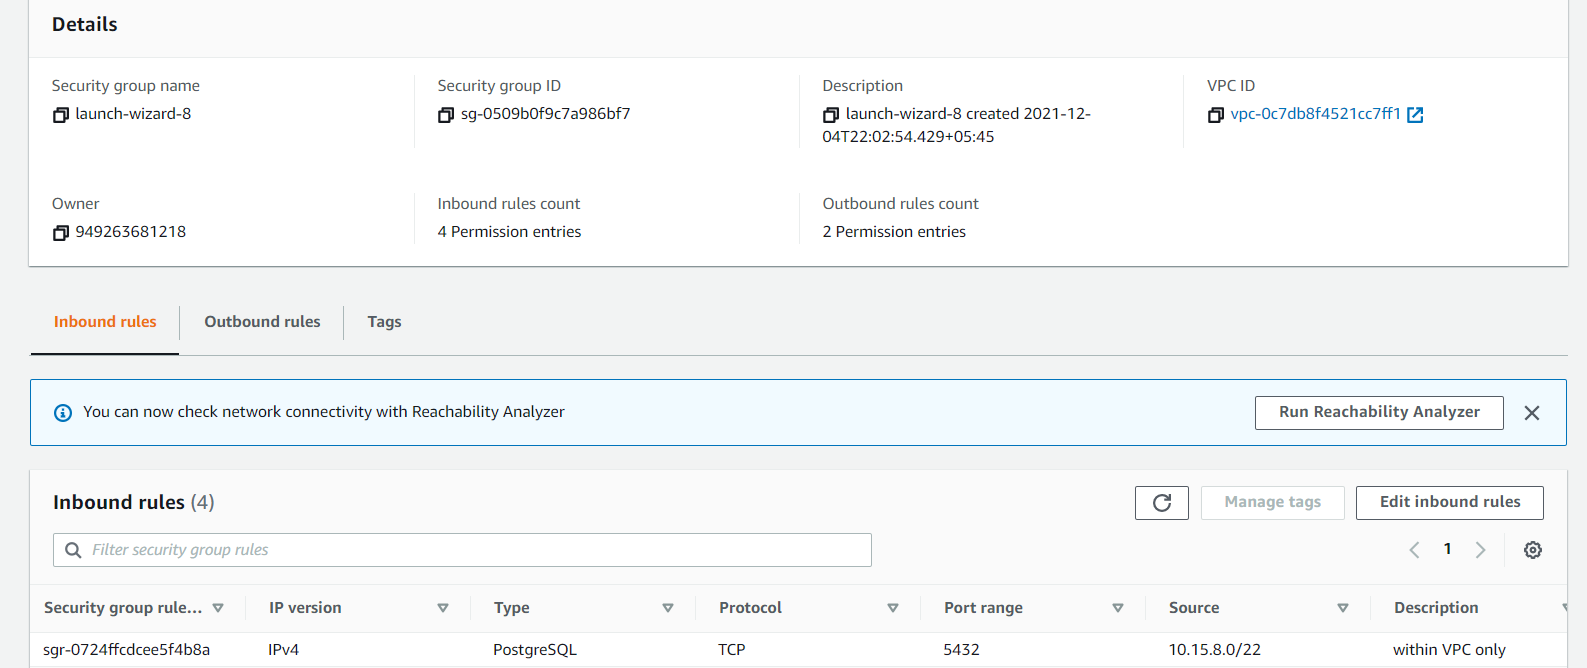 Details
Security group name
launch-wizard-8
Security group ID
sg-0509b0f9c7a986bf7
Description
launch-wizard-8 created 2021-12-
04T22:02:54.429+05:45
VPC ID
vpc-0c7db8f4521cc7ff1
Owner
949263681218
Inbound rules count
4 Permission entries
Outbound rules count
2 Permission entries
Inbound rules
Outbound rules
Tags
You can now check network connectivity with Reachability Analyzer
Run Reachability Analyzer
Inbound rules (4)
Manage tags
Edit inbound rules
Filter security group rules
1
Security group rule... IP version Type Protocol Port range Source Description
sgr-0724ffcdcee5f4b8a IPv4 PostgreSQL TCP 5432 10.15.8.0/22 within VPC only